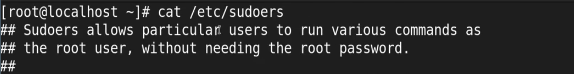 [root@localhost ~]# cat /etc/sudoers
## Sudoers allows particular users to run various commands as
## the root user, without needing the root password.
##